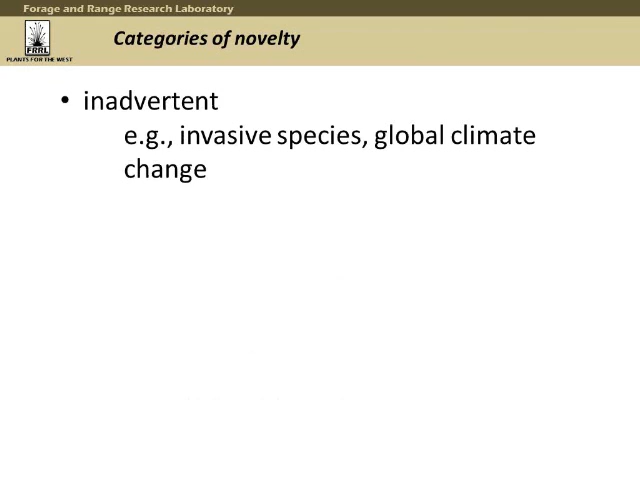 Forage and Range Research Laboratory
FRRL
PLANTS FOR THE WEST
Categories of novelty
• inadvertent
e.g., invasive species, global climate
change